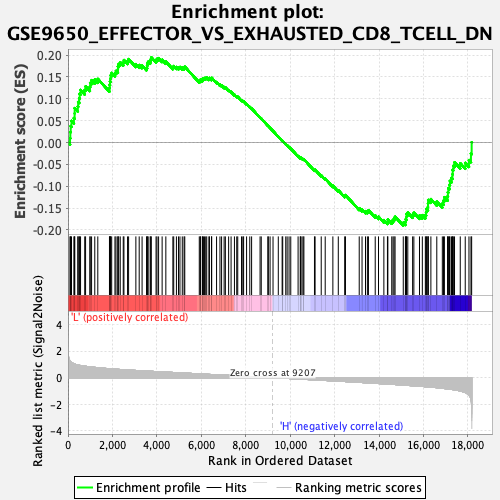 Enrichment plot:
GSE9650_EFFECTOR_VS_EXHAUSTED_CD8_TCELL_DN
Enrichment score (ES)
0.20
0.15
0.10
0.05
0.00
-0.05
-0.10
-0.15
-0.20
Ranked list metric (Signal2Noise)
'L' (positively correlated)
4
2
0
-2
-4
Zero cross at 9207
'H' (negatively correlated)
0
2,000
4,000
6,000
8,000
10,000
12,000
14,000
16,000
18,000
Rank in Ordered Dataset
Enrichment profile
Hits
Ranking metric scores